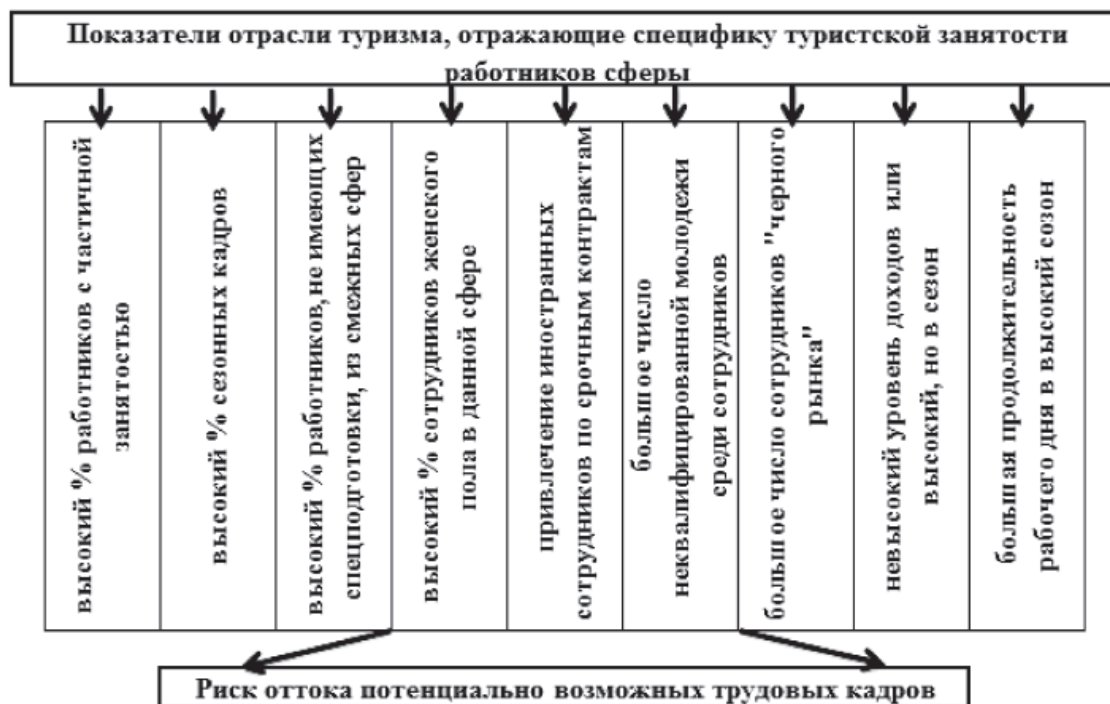 Показатели отрасли туризма, отражающие специфику туристской занятости
работников сферы
высокий % работников с частичной
занятостью
высокий % сезонных кадров
высокий % работников, не имеющих
спецподготовки, из смежных сфер
высокий % сотрудников женского
пола в данной сфере
привлечение иностранных
сотрудников по срочным контрактам
большое число
неквалифицированной молодежи
среди сотрудников
большое число сотрудников "черного
рынка"
невысокий уровень доходов или
высокий, но в сезон
большая продолжительность
рабочего дня в высокий созон
Риск оттока потенциально возможных трудовых кадров